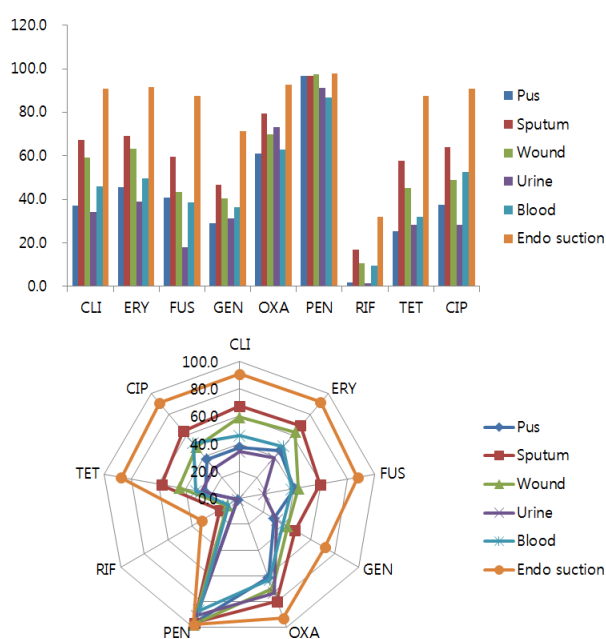 120.0
100.0
80.0
60.0
40.0
20.0
0.0
CLI ERY FUS GEN OXA PEN RIF TET CIP
Pus
Sputum
Wound
Urine
Blood
Endo suction
CLI
ERY
FUS
GEN
OXA
PEN
RIF
TET
CIP
100.0
80.0
60.0
40.0
20.0
0.0
Pus
Sputum
Wound
Urine
Blood
Endo suction